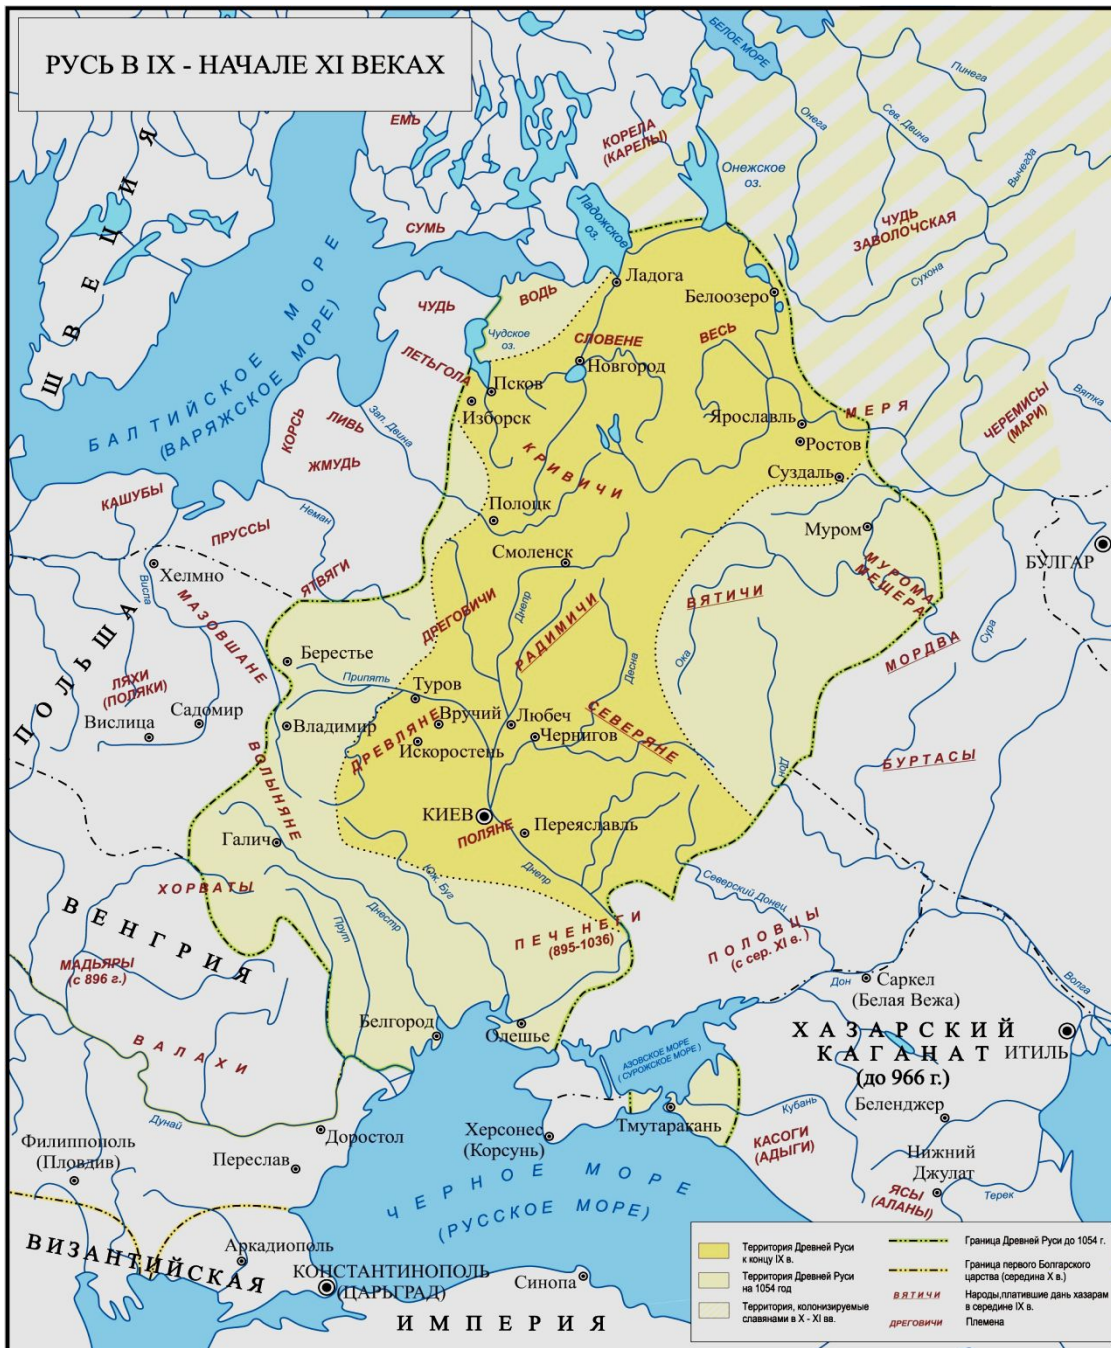 РУСЬ В IX - НАЧАЛЕ XI ВЕКАХ
БЕЛОЕ МОРЕ
Пинега
Онега
Сев. Двина
Вычегда
ЕМЬ
КОРЕЛА
(КАРЕЛЫ)
Онежское
оз.
ШВЕЦИЯ
Ладожское
оз.
ЧУДЬ
ЗАВОЛОЧСКАЯ
СУМЬ
Сухона
Ладога
Белоозеро
ЧУДЬ
ВОДЬ
Чудское
оз.
СЛОВЕНЕ
ВЕСЬ
БАЛТИЙСКОЕ МОРЕ
(ВАРЯЖСКОЕ МОРЕ)
ЛЕТЬГОЛА
Новгород
Псков
Изборск
Вятка
Зап. Двина
КОРСЬ
ЛИВЬ
ЖМУДЬ
Ярославль
МЕРЯ
ЧЕРЕМИСЫ
(МАРИ)
Ростов
Суздаль
КРИВИЧИ
КАШУБЫ
ПРУССЫ
Неман
Полоцк
Муром
Смоленск
БУЛГАР
Хелмно
Висла
ЯТВЯГИ
МУРОМА
МЕЩЕРА
МАЗОВШАНЕ
ДРЕГОВИЧИ
Днепр
РАДИМИЧИ
ВЯТИЧИ
Сура
ПОЛЬША
МОРДВА
Берестье
Ока
Десна
ЛЯХИ
(ПОЛЯКИ)
Припять
Туров
Садомир
Вислица
Владимир
Вручий
Любеч
Чернигов
СЕВЕРЯНЕ
ДРЕВЛЯНЕ
Искоростень
ВОЛЫНЯНЕ
БУРТАСЫ
Дон
КИЕВ
ПОЛЯНЕ
Переяславль
Галич
Днепр
Юж. Буг
Северский Донец
ХОРВАТЫ
ВЕНГРИЯ
Прут
Днестр
ПЕЧЕНЕГИ
(895-1036)
ПОЛОВЦЫ
(с сер. XI в.)
МАДЬЯРЫ
(с 896 г.)
Дон
Саркел
(Белая Вежа)
Волга
Белгород
Олешье
ВАЛАХИ
АЗОВСКОЕ МОРЕ
(СУРОЖСКОЕ МОРЕ)
ХАЗАРСКИЙ
КАГАНАТ
(до 966 г.)
ИТИЛЬ
Дунай
Доростол
Херсонес
(Корсунь)
Тмутаракань
Кубань
Беленджер
КАСОГИ
(АДЫГИ)
Филиппополь
(Пловдив)
Переслав
Нижний
Джулат
ЯСЫ
(АЛАНЫ)
Терек
ЧЕРНОЕ МОРЕ
(РУССКОЕ МОРЕ)
ВИЗАНТИЙСКАЯ
Аркадиополь
КОНСТАНТИНОПОЛЬ
(ЦАРЬГРАД)
Синопа
ИМПЕРИЯ
Территория Древней Руси
к концу IX в.
Территория Древней Руси
на 1054 год
Территория, колонизируемые
славянами в X - XI вв.
Граница Древней Руси до 1054 г.
Граница первого Болгарского
царства (середина X в.)
ВЯТИЧИ
Народы,платившие дань хазарам
в середине IX в.
ДРЕГОВИЧИ
Племена